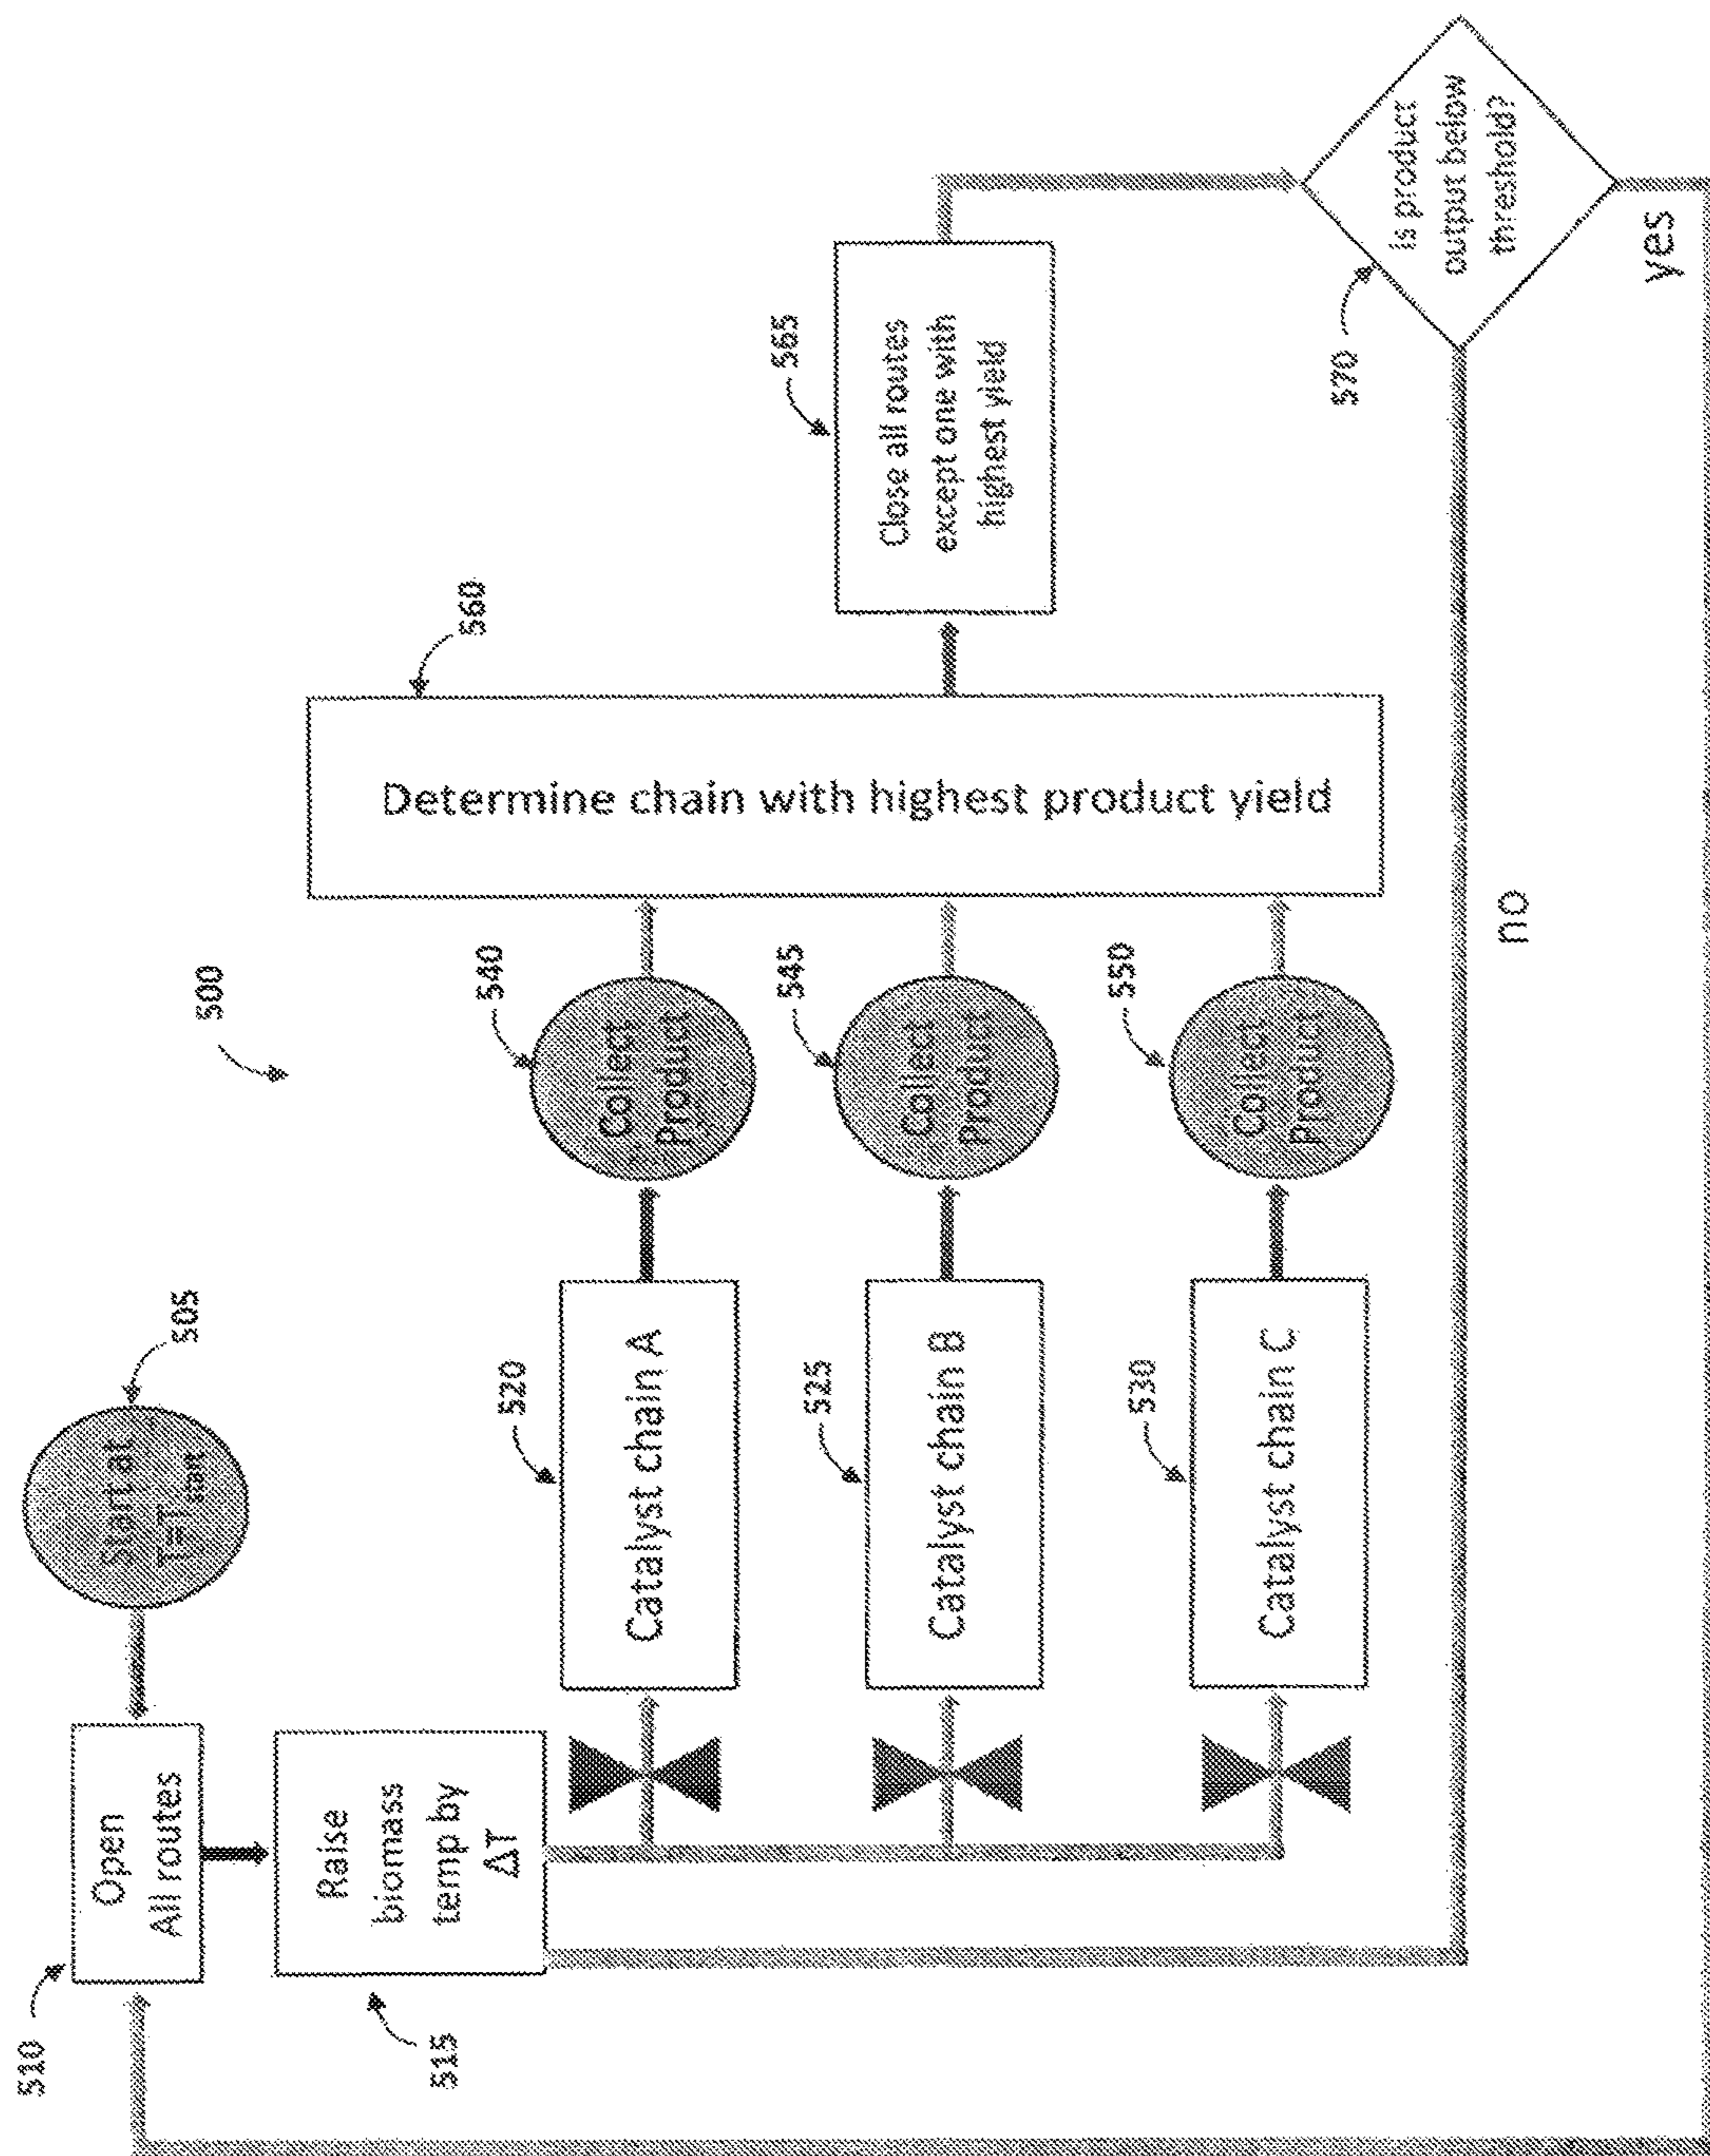 500
505
Start at
T=T start
510
Open
All routes
515
Raise
biomass
temp by
ΔT
520
Catalyst chain A
525
Catalyst chain B
530
Catalyst chain C
540
Collect
Product
545
Collect
Product
550
Collect
Product
560
Determine chain with highest product yield
565
Close all routes
except one with
highest yield
570
is product
output below
threshold?
no
yes